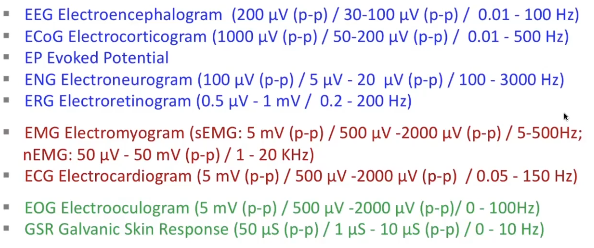 ▪ EEG Electroencephalogram (200 µV (p-p) / 30-100 µV (p-p) / 0.01 - 100 Hz)
▪ ECoG Electrocorticogram (1000 µV (p-p) / 50-200 µV (p-p) / 0.01 - 500 Hz)
▪ EP Evoked Potential
▪ ENG Electroneurogram (100 µV (p-p) / 5 µV - 20 µV (p-p) / 100 - 3000 Hz)
▪ ERG Electroretinogram (0.5 µV - 1 mV / 0.2 - 200 Hz)
▪ EMG Electromyogram (sEMG: 5 mV (p-p) / 500 µV -2000 µV (p-p) / 5-500Hz;
nEMG: 50 µV - 50 mV (p-p) / 1 - 20 KHz)
▪ ECG Electrocardiogram (5 mV (p-p) / 500 µV -2000 µV (p-p) / 0.05 - 150 Hz)
▪ EOG Electrooculogram (5 mV (p-p) / 500 µV -2000 µV (p-p)/ 0 - 100Hz)
▪ GSR Galvanic Skin Response (50 µS (p-p) / 1 µS - 10 µS (p-p) / 0 - 10 Hz)